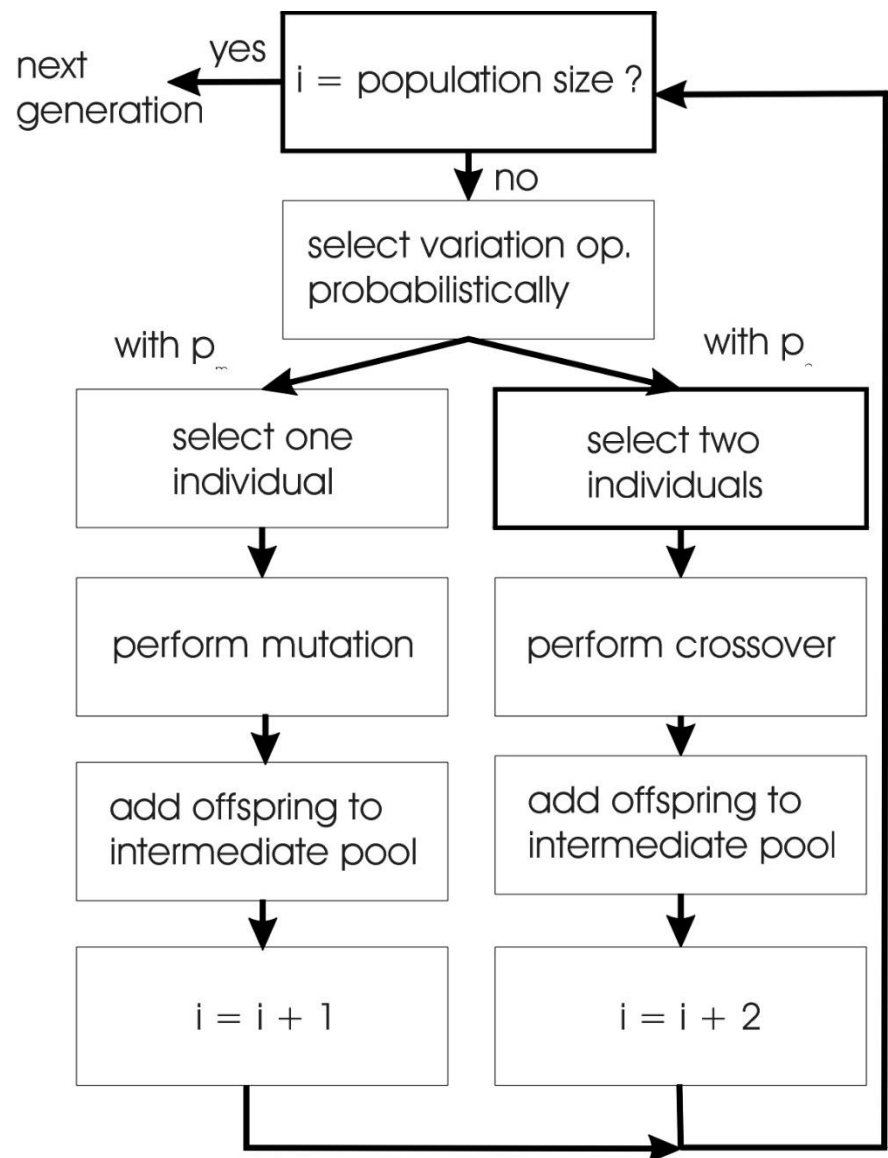 yes
next
generation
i = population size ?
no
select variation op.
probabilistically
with p m
with p
select one
individual
select two
individuals
perform mutation
perform crossover
add offspring to
intermediate pool
add offspring to
intermediate pool
i = i + 1
i = i + 2